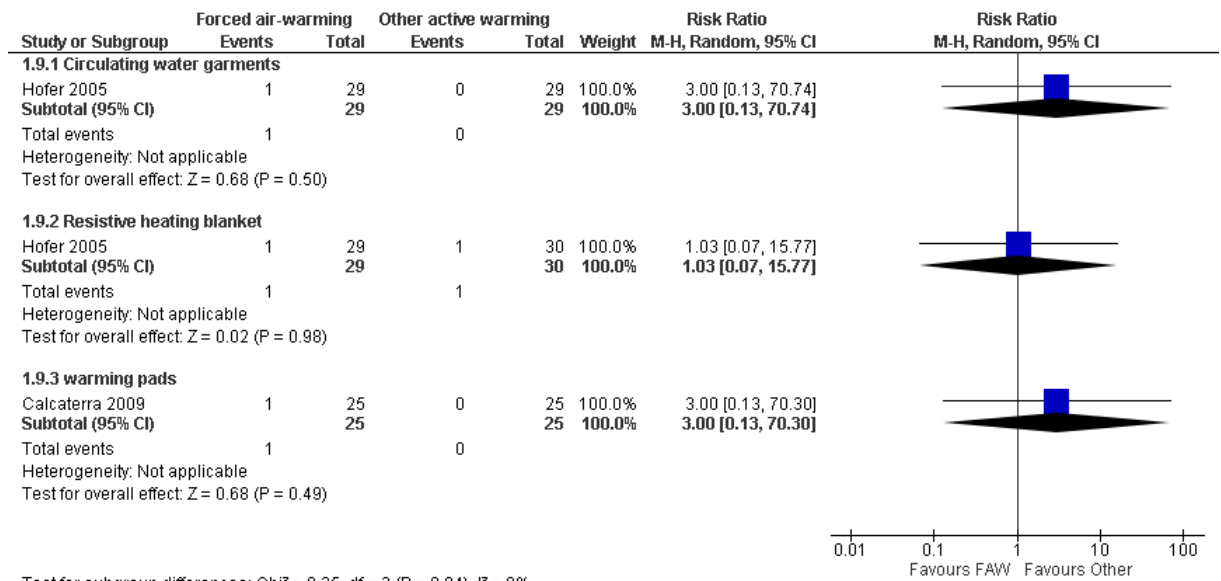 Forced air-warming Other active warming Risk Ratio Risk Ratio
Study or Subgroup Events Total Events Total Weight M-H, Random, 95% CI M-H, Random, 95% CI
1.9.1 Circulating water garments
Hofer 2005 1 29 0 29 100.0% 3.00 [0.13, 70.74]
Subtotal (95% CI) 29 29 100.0% 3.00 [0.13, 70.74]
Total events 1 0
Heterogeneity: Not applicable
Test for overall effect: Z = 0.68 (P = 0.50)
1.9.2 Resistive heating blanket
Hofer 2005 1 29 1 30 100.0% 1.03 [0.07, 15.77]
Subtotal (95% CI) 29 30 100.0% 1.03 [0.07, 15.77]
Total events 1 1
Heterogeneity: Not applicable
Test for overall effect: Z = 0.02 (P = 0.98)
1.9.3 warming pads
Calcaterra 2009 1 25 0 25 100.0% 3.00 [0.13, 70.30]
Subtotal (95% CI) 25 25 100.0% 3.00 [0.13, 70.30]
Total events 1 0
Heterogeneity: Not applicable
Test for overall effect: Z = 0.68 (P = 0.49)
0.01 0.1 1 10 100
Favours FAW Favours Other
Test for subgroup differences: